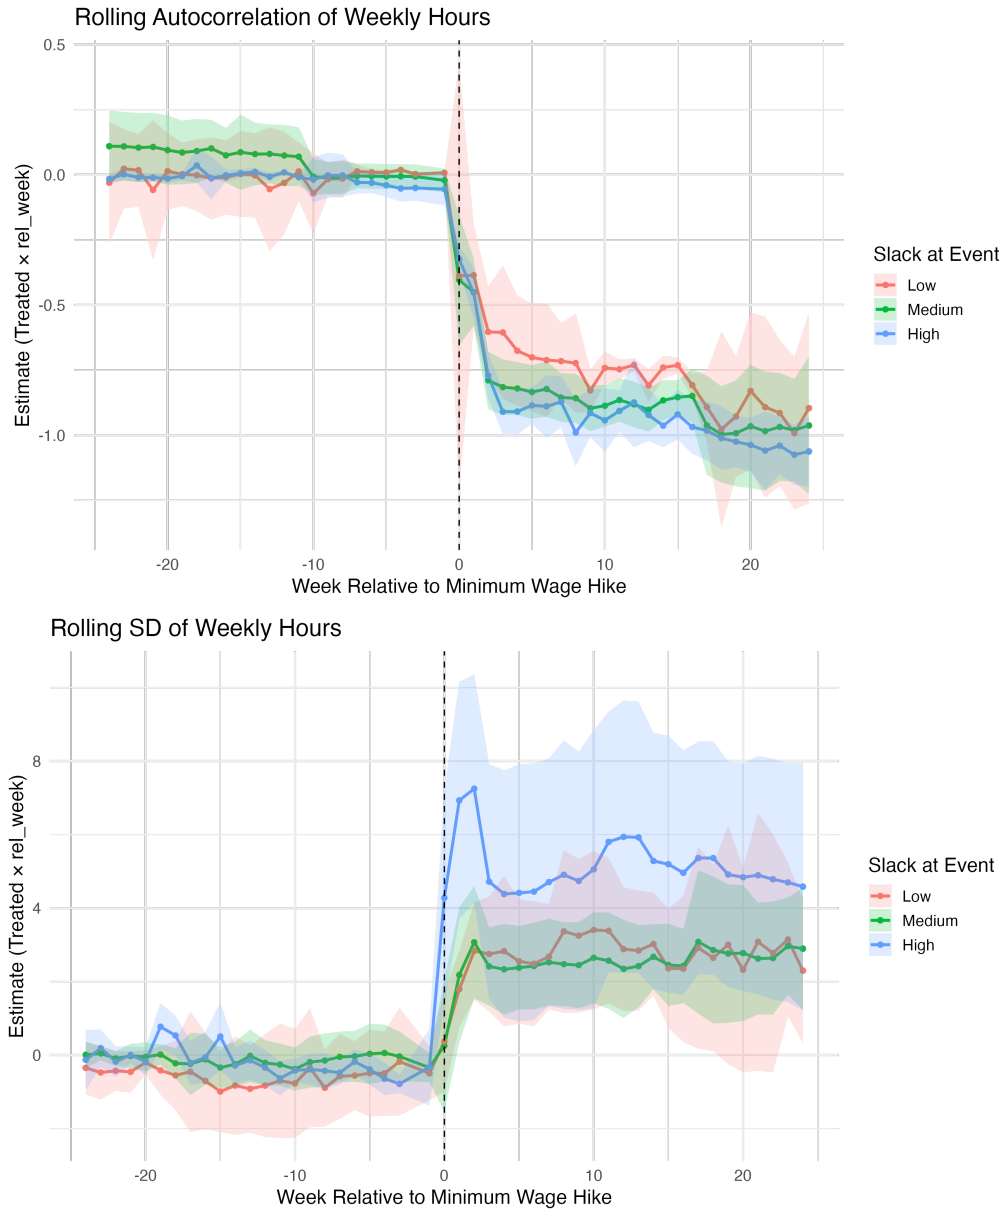 Rolling Autocorrelation of Weekly Hours
0.5
0.0
-0.5
-1.0
Estimate (Treated × rel_week)
-20
-10
0
10
20
Week Relative to Minimum Wage Hike
Slack at Event
Low
Medium
High
Rolling SD of Weekly Hours
8
4
0
Estimate (Treated × rel_week)
-20
-10
0
10
20
Week Relative to Minimum Wage Hike
Slack at Event
Low
Medium
High